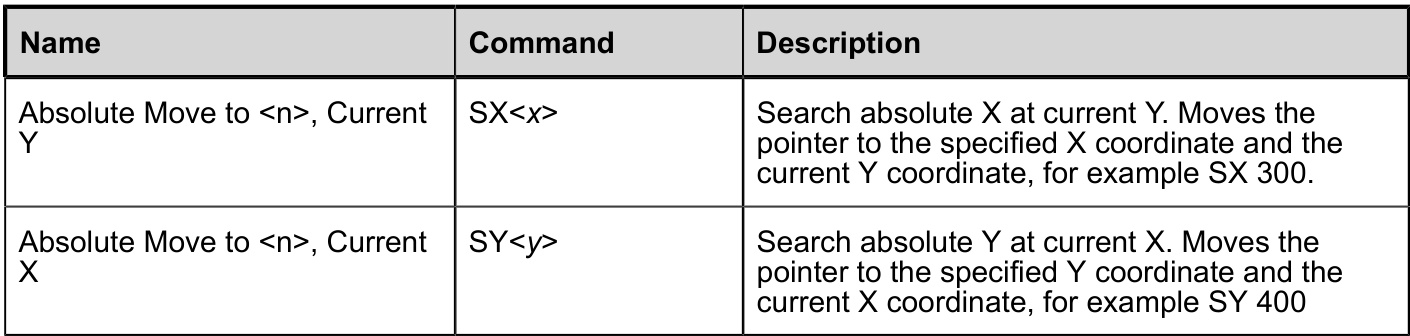 Name Command Description
Absolute Move to <n>, Current SX<x> Search absolute X at current Y. Moves the
Y pointer to the specified X coordinate and the
current Y coordinate, for example SX 300.
Absolute Move to <n>, Current SY<y> Search absolute Y at current X. Moves the
X pointer to the specified Y coordinate and the
current X coordinate, for example SY 400